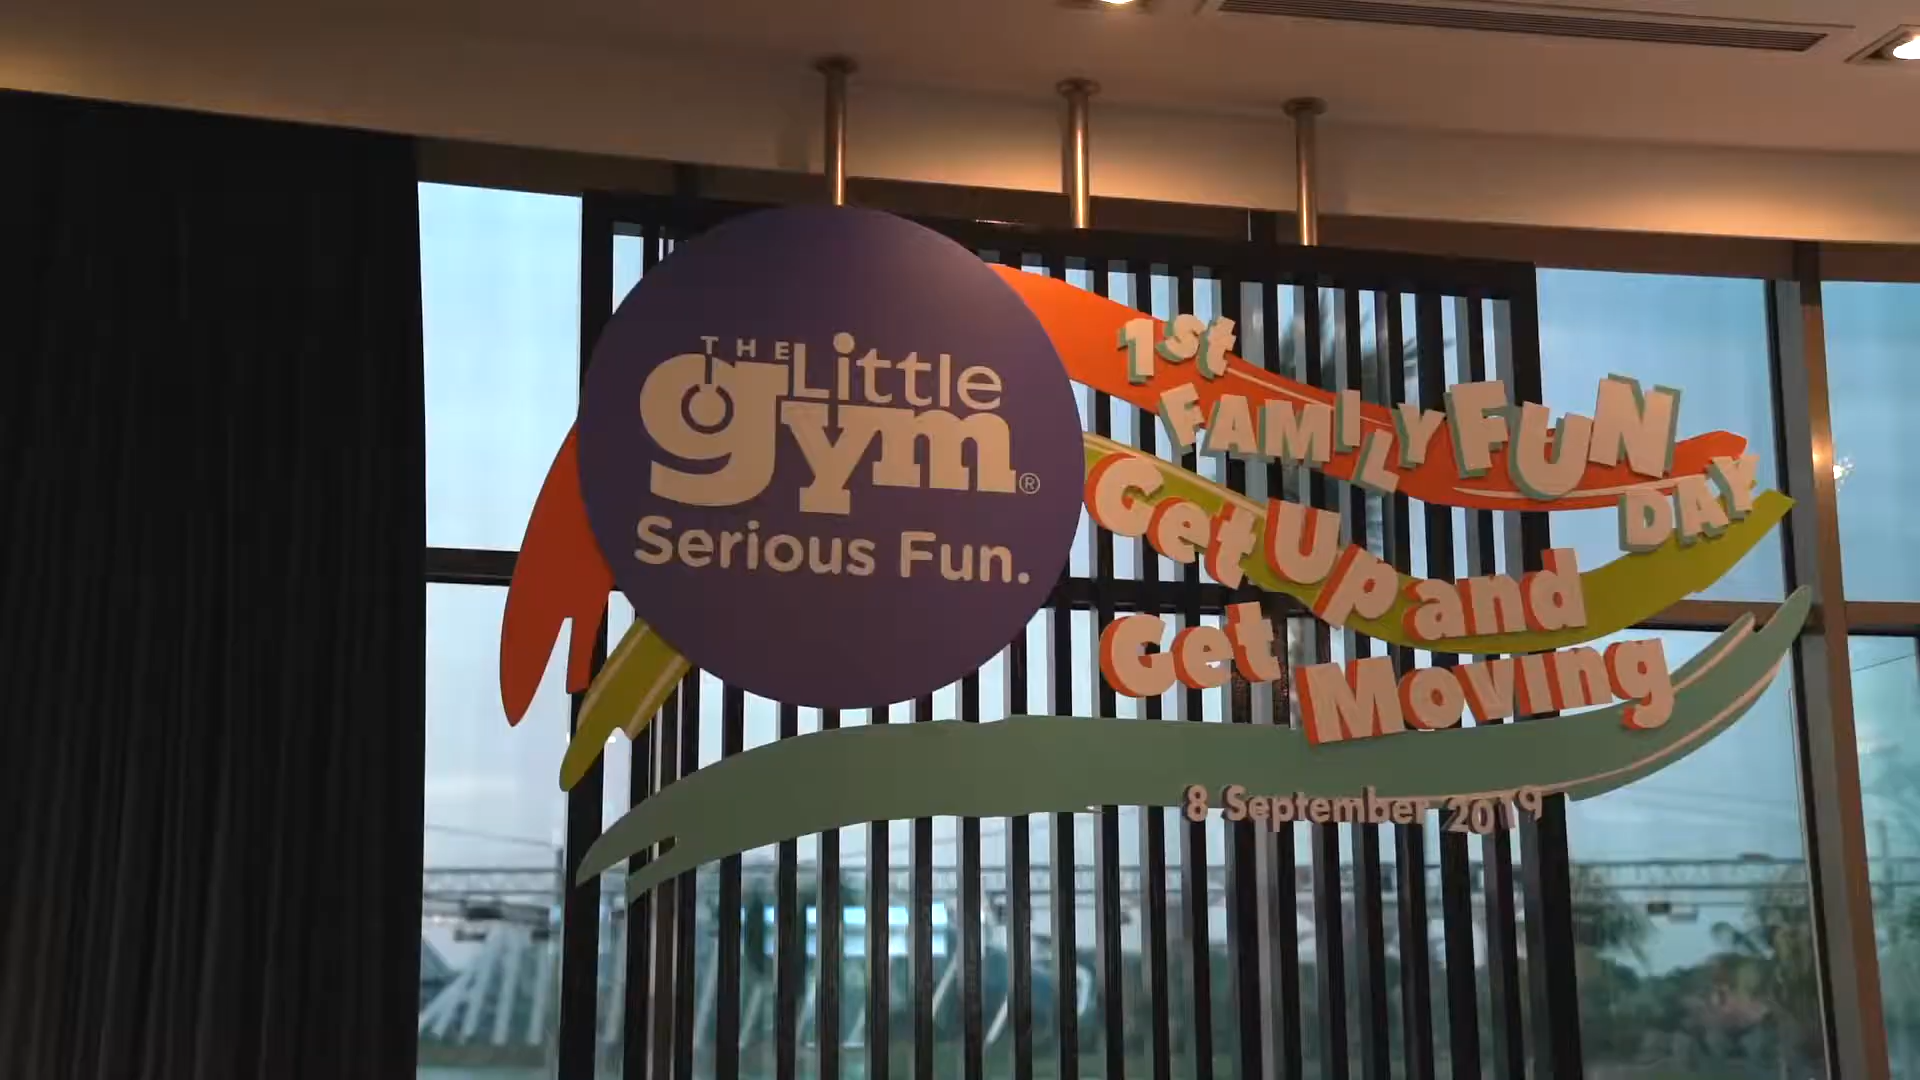 THE Little
gym®
Serious Fun.
1st
FAMILY FUN
DAY
Get Up and
Get Moving
8 September 2019